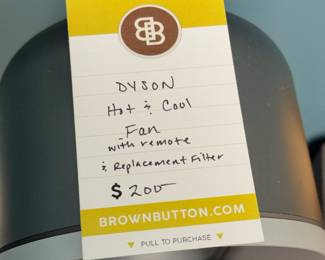 BB
DYSON
Hot & Cool
Fan
with remote
& Replacement Filter
$ 200-
BROWNBUTTON.COM
▼ PULL TO PURCHASE ▼